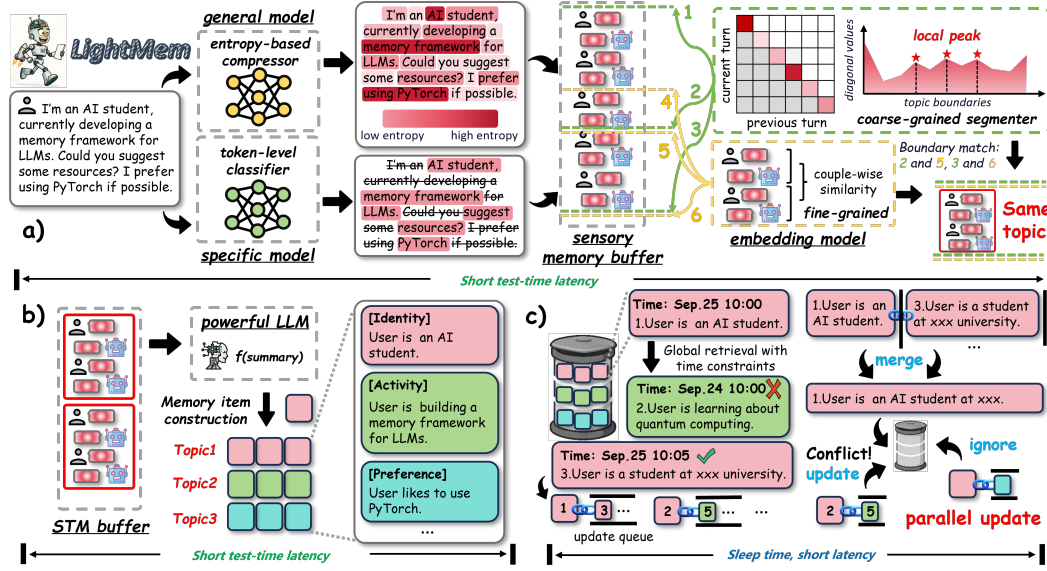 LightMem
I'm an AI student,
currently developing a
memory framework for
LLMs. Could you suggest
some resources? I prefer
using PyTorch if possible.
a)
general model
entropy-based
compressor
token-level
classifier
specific model
I'm an AI student,
currently developing a
memory framework for
LLMs. Could you suggest
some resources? I prefer
using PyTorch if possible.
low entropy
high entropy
I'm an AI student,
currently developing a
memory framework for
LLMs. Could you suggest
some resources? I prefer
using PyTorch if possible.
sensory
memory buffer
1
2
3
4
5
6
current turn
previous turn
diagonal values
local peak
topic boundaries
coarse-grained segmenter
couple-wise
similarity
fine-grained
embedding model
Boundary match:
2 and 5, 3 and 6
Same
topic
Short test-time latency
b)
STM buffer
powerful LLM
f(summary)
Memory item
construction
Topic1
Topic2
Topic3
[Identity]
User is an AI
student.
[Activity]
User is building a
memory framework
for LLMs.
[Preference]
User likes to use
PyTorch.
...
Short test-time latency
c)
Time: Sep.25 10:00
1.User is an AI student.
Global retrieval with
time constraints
Time: Sep.24 10:00
2.User is learning about
quantum computing.
Time: Sep.25 10:05
3.User is a student at xxx university.
1
3
...
2
5
...
...
update queue
1.User is an
AI student.
3.User is a student
at xxx university.
...
merge
1.User is an AI student at xxx.
Conflict!
update
ignore
2
5
parallel update
Sleep time, short latency